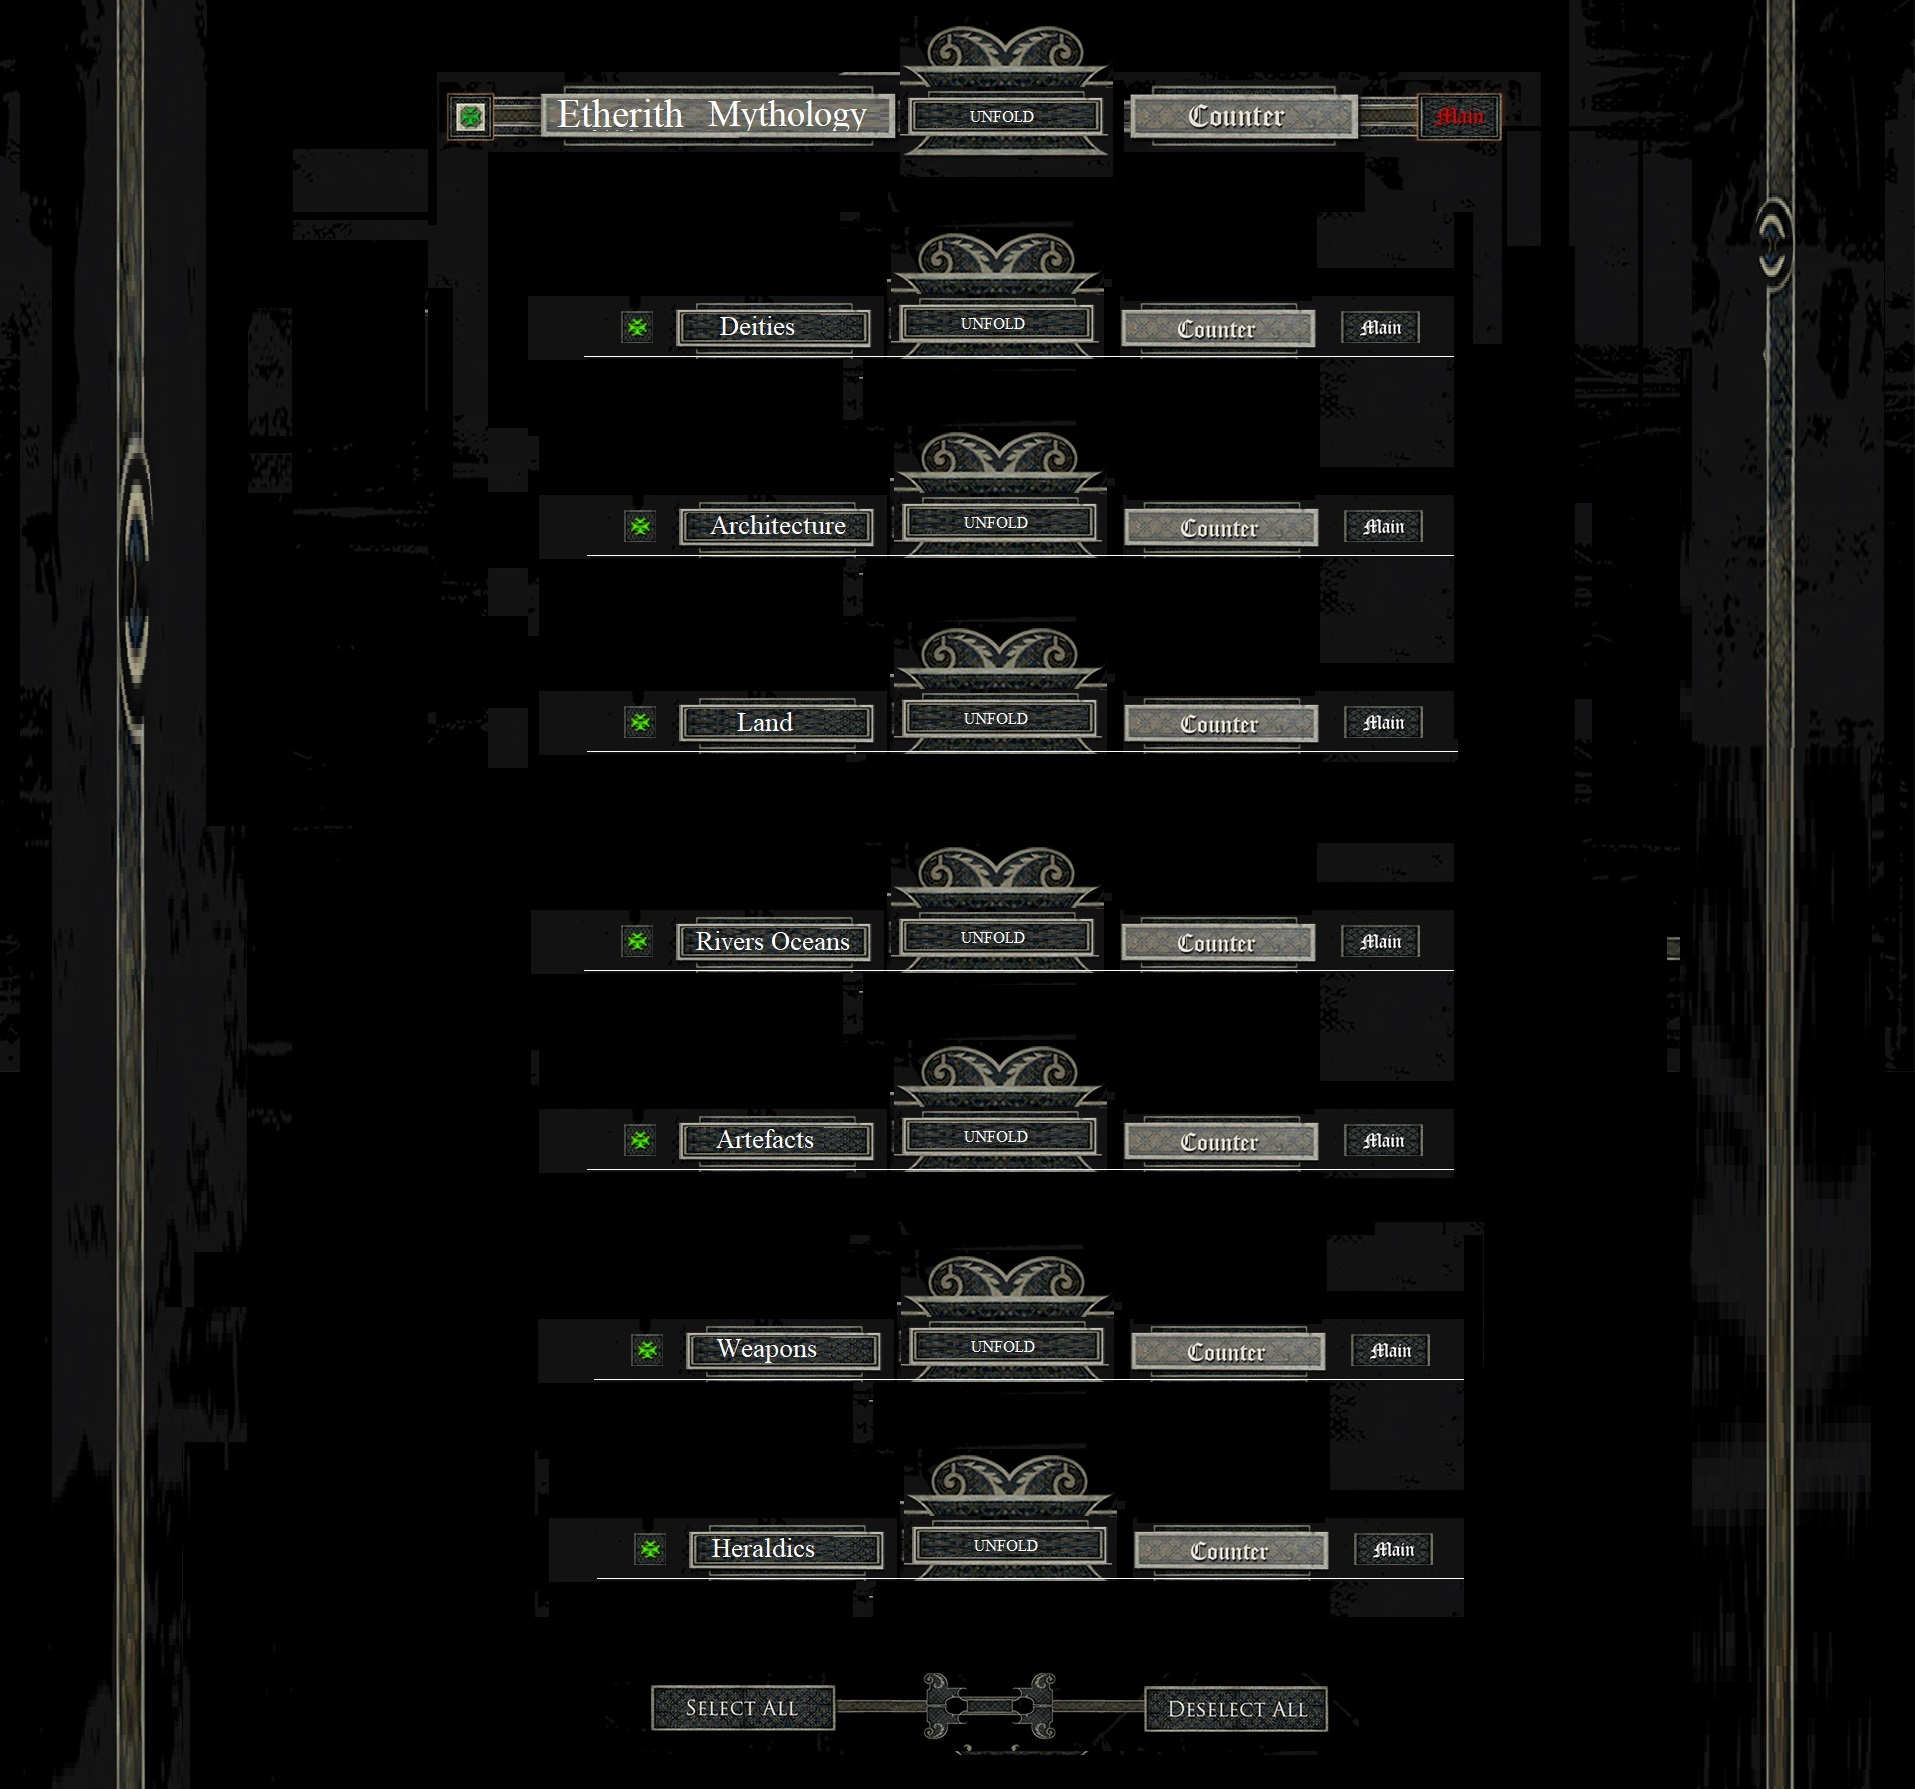 Etherith Mythology UNFOLD Counter Main
Deities UNFOLD Counter Main
Architecture UNFOLD Counter Main
Land UNFOLD Counter Main
Rivers Oceans UNFOLD Counter Main
Artefacts UNFOLD Counter Main
Weapons UNFOLD Counter Main
Heraldics UNFOLD Counter Main
SELECT ALL DESELECT ALL